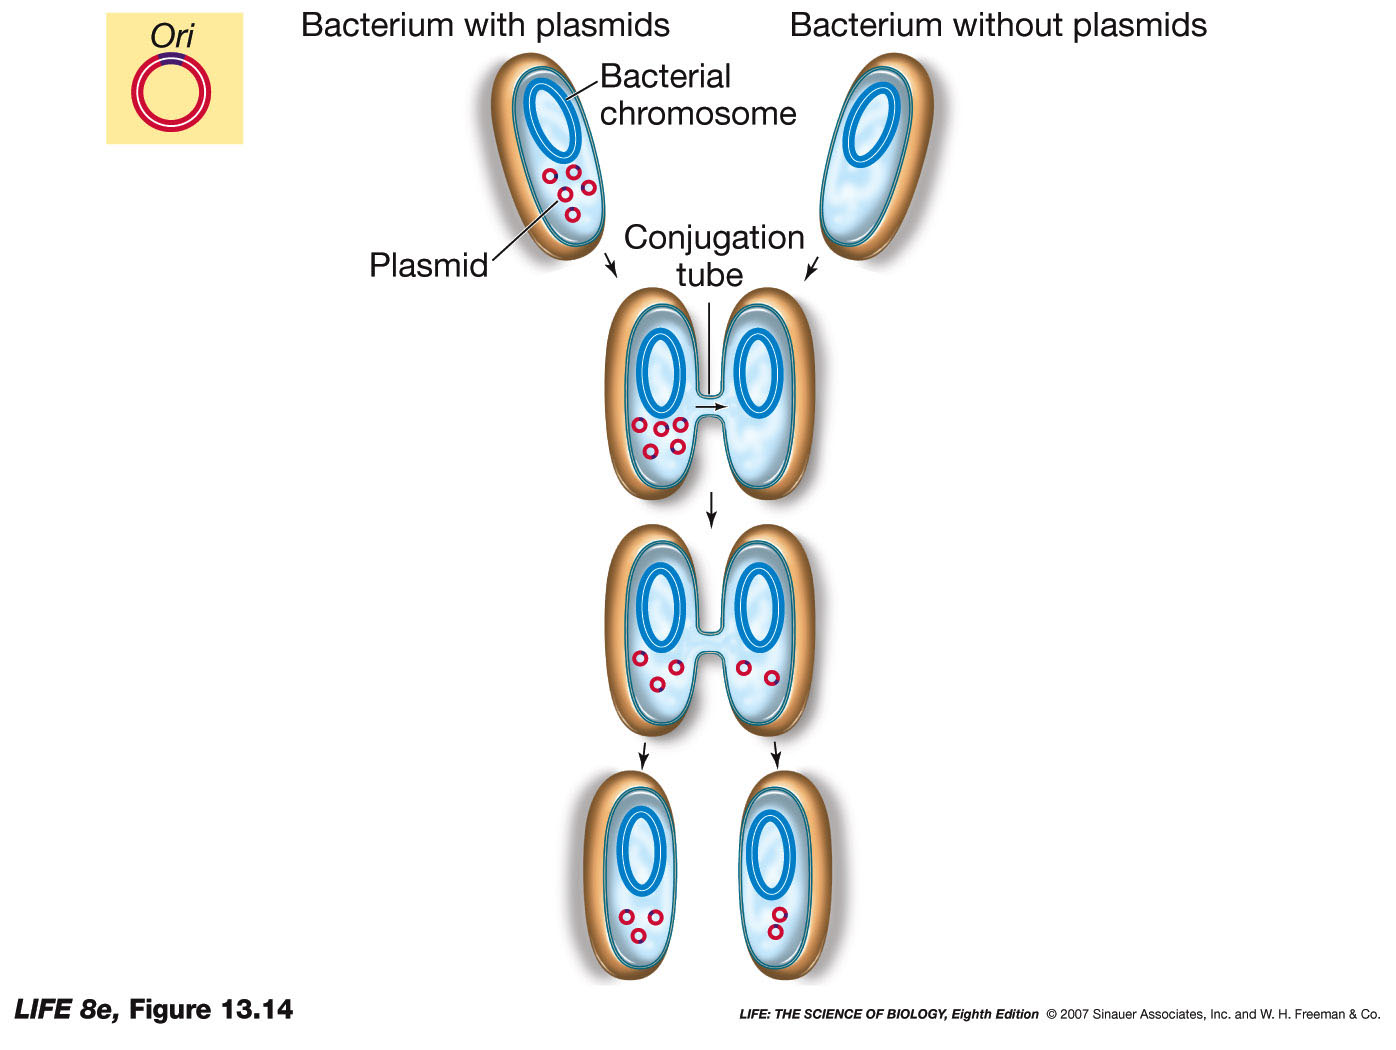 Ori
Bacterium with plasmids
Bacterium without plasmids
Bacterial
chromosome
Plasmid
Conjugation
tube
LIFE 8e, Figure 13.14
LIFE: THE SCIENCE OF BIOLOGY, Eighth Edition © 2007 Sinauer Associates, Inc. and W. H. Freeman & Co.